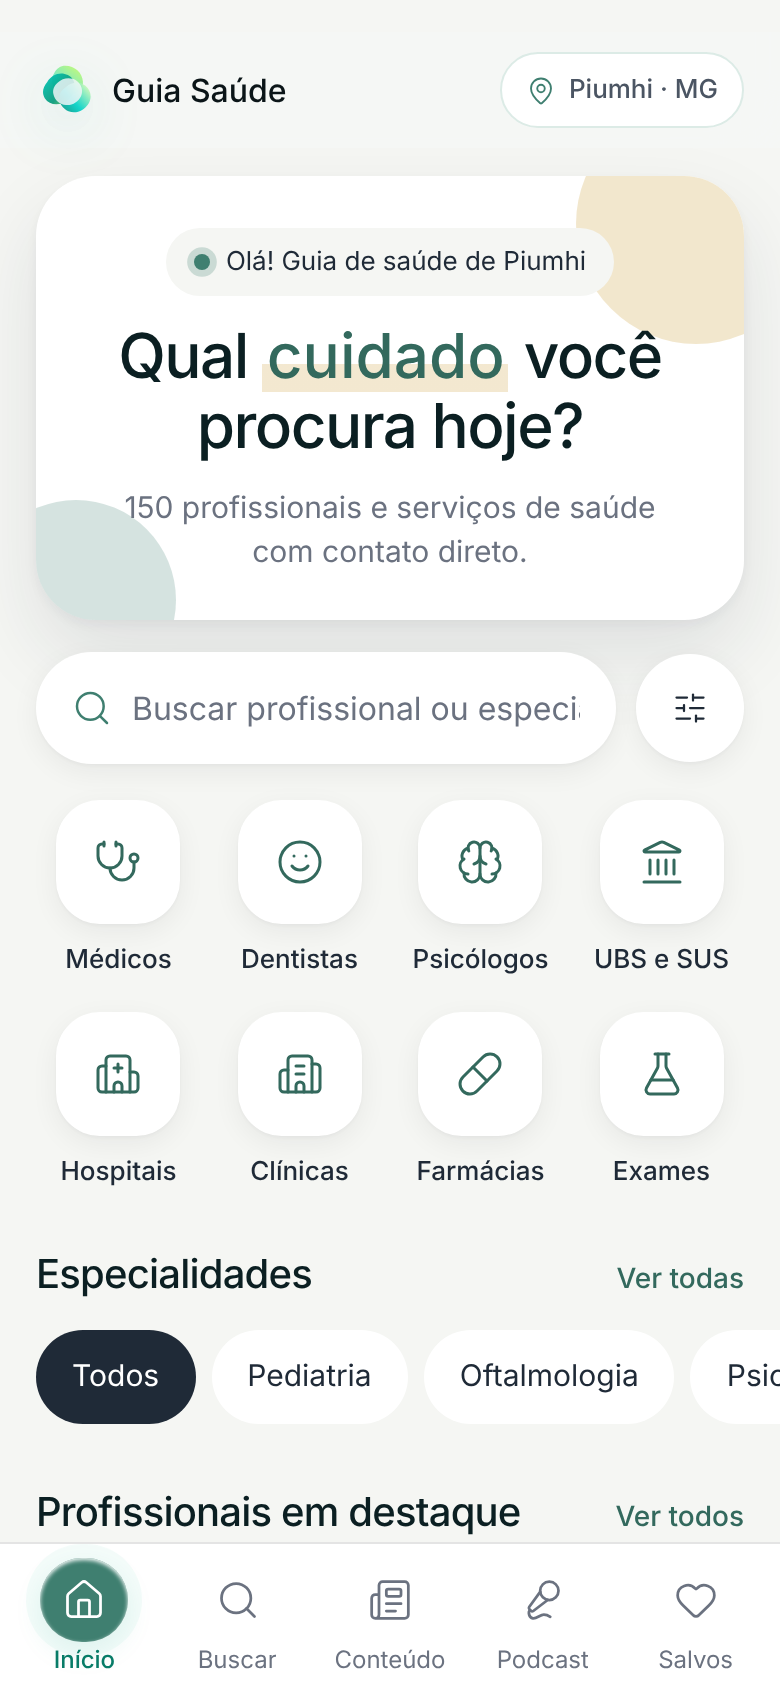 Guia Saúde
Piumhi · MG
Olá! Guia de saúde de Piumhi
Qual cuidado você
procura hoje?
150 profissionais e serviços de saúde
com contato direto.
Buscar profissional ou especi
Médicos
Dentistas
Psicólogos
UBS e SUS
Hospitais
Clínicas
Farmácias
Exames
Especialidades
Ver todas
Todos
Pediatria
Oftalmologia
Psic
Profissionais em destaque
Ver todos
Início
Buscar
Conteúdo
Podcast
Salvos